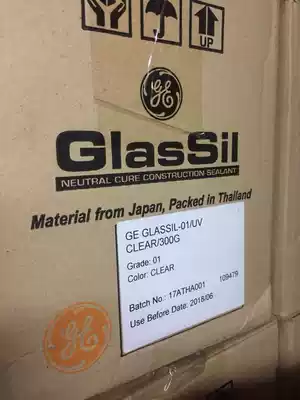 UP
GE
GlasSil
NEUTRAL CURE CONSTRUCTION SEALANT
Material from Japan, Packed in Thailand
GE GLASSIL-01/UV
CLEAR/300G
Grade: 01
Color: CLEAR
109479
Batch No.: 17ATHA001
Use Before Date: 2018/06
GE